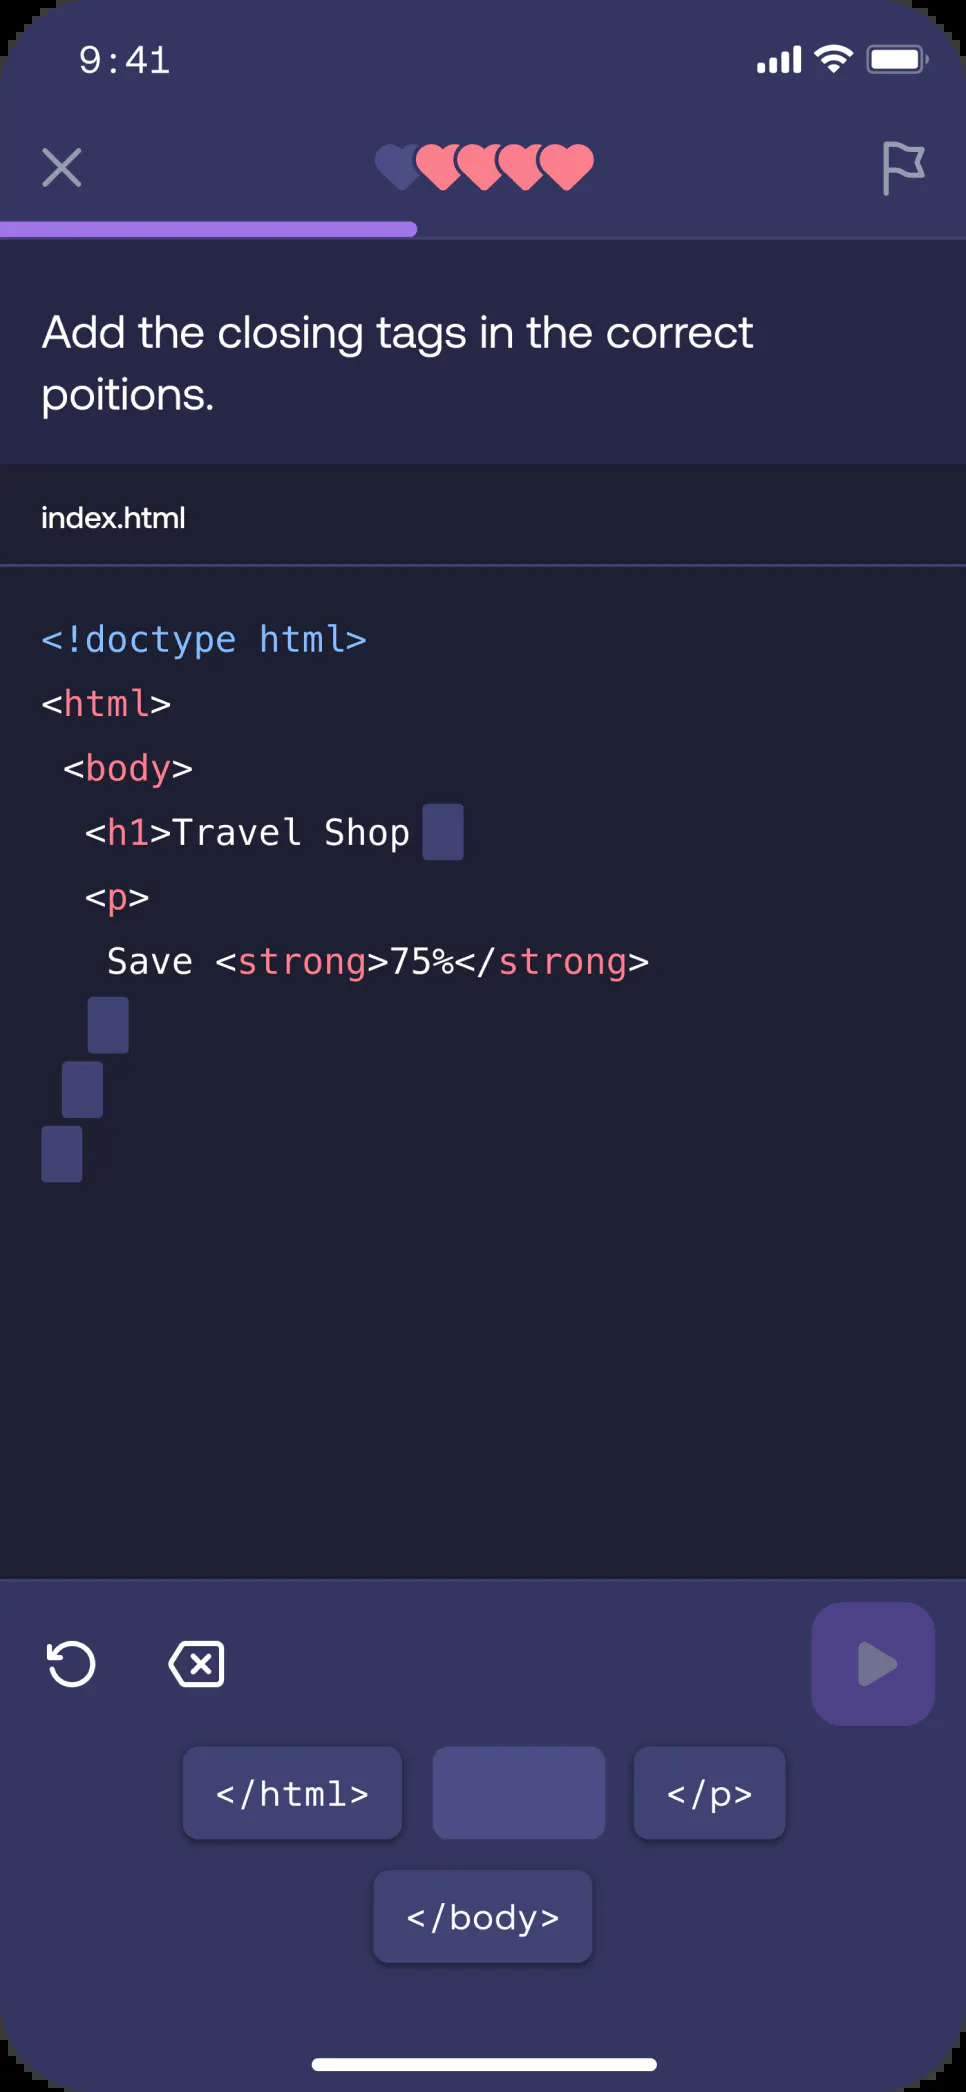 9:41
Add the closing tags in the correct
poitions.
index.html
<!doctype html>
<html>
<body>
<h1>Travel Shop
<p>
Save <strong>75%</strong>
</html>
</p>
</body>